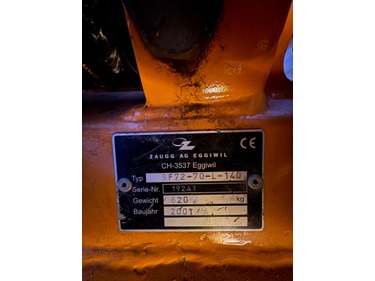 Z
ZAUGG AG EGGIWIL
CE
CH-3537 Eggiwil
Typ SF72-70-L-140
Serie-Nr. 19241
Gewicht 620 kg
Baujahr 2001